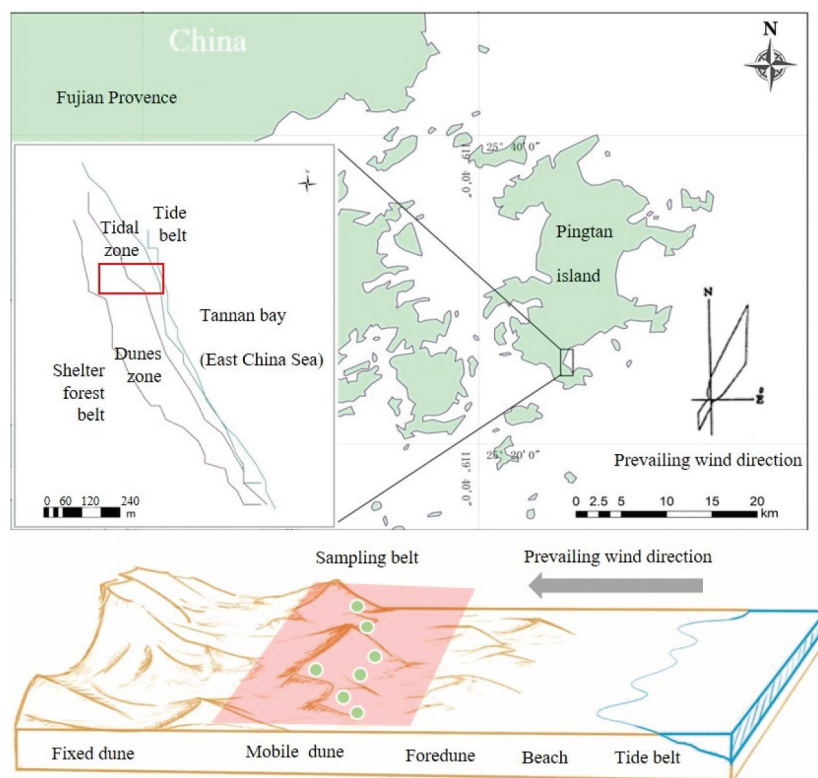 China
N
Fujian Provence
25° 40′ 0″
119° 40′ 0″
Tide
belt
Tidal
zone
Pingtan
island
Tannan bay
(East China Sea)
Dunes
zone
Shelter
forest
belt
N
E
25° 20′ 0″
119° 40′ 0″
Prevailing wind direction
0 60 120 240
m
0 2.5 5 10 15 20
km
Sampling belt
Prevailing wind direction
Fixed dune
Mobile dune
Foredune
Beach
Tide belt